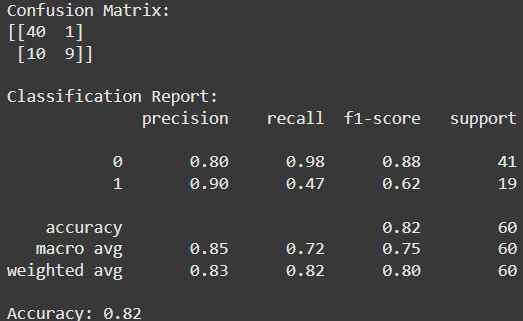 Confusion Matrix:
[[40  1]
 [10  9]]
Classification Report:
              precision    recall  f1-score   support
           0       0.80      0.98      0.88        41
           1       0.90      0.47      0.62        19
    accuracy                           0.82        60
   macro avg       0.85      0.72      0.75        60
weighted avg       0.83      0.82      0.80        60
Accuracy: 0.82